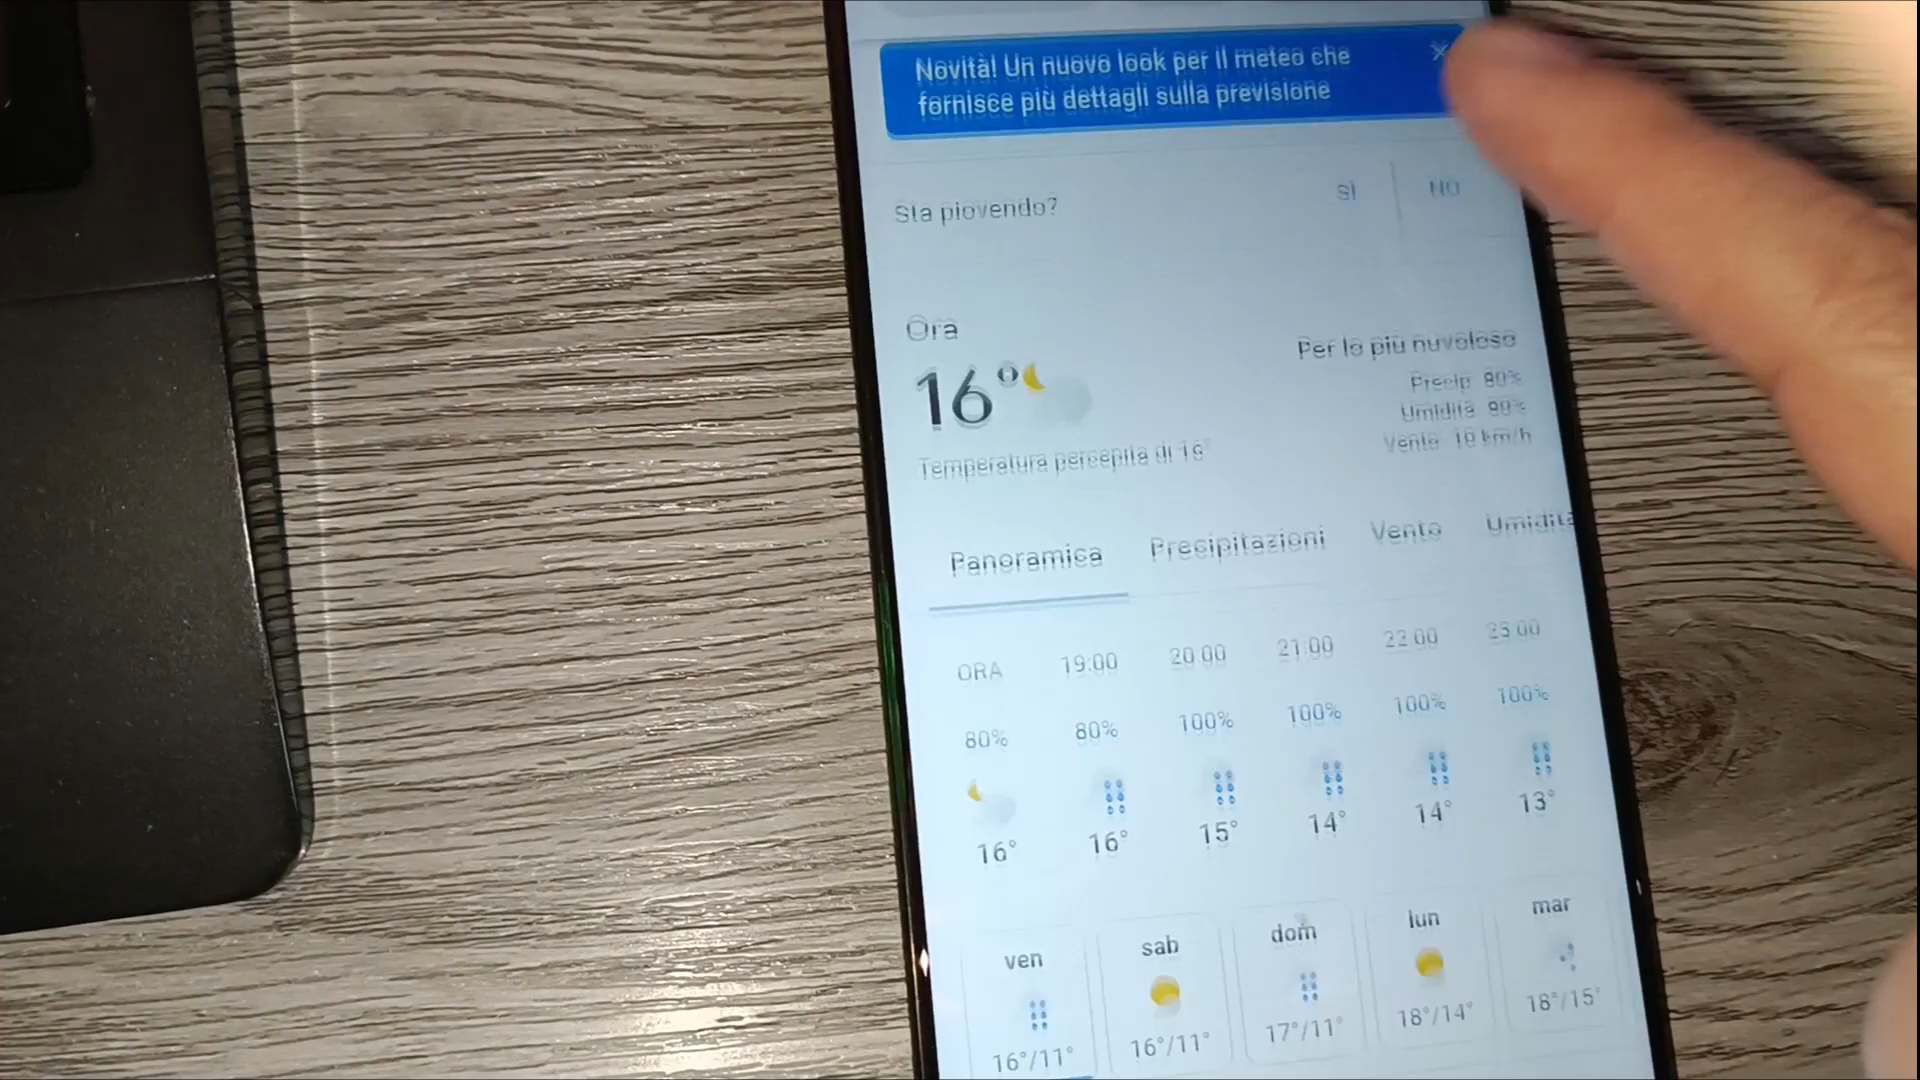 Novità! Un nuovo look per il meteo che
fornisce più dettagli sulla previsione
Sta piovendo?
SÌ
NO
Ora
16°
Per lo più nuvoloso
Precip 80%
Umidità
Vento 10 km/h
Temperatura percepita di 16°
Panoramica Precipitazioni Vento Umidità
ORA 19:00 20:00 21:00 22:00 23:00
80% 80% 100% 100% 100% 100%
16° 16° 15° 14° 14° 13°
ven sab dom lun mar
16°/11° 16°/11° 17°/11° 18°/14° 18°/15°